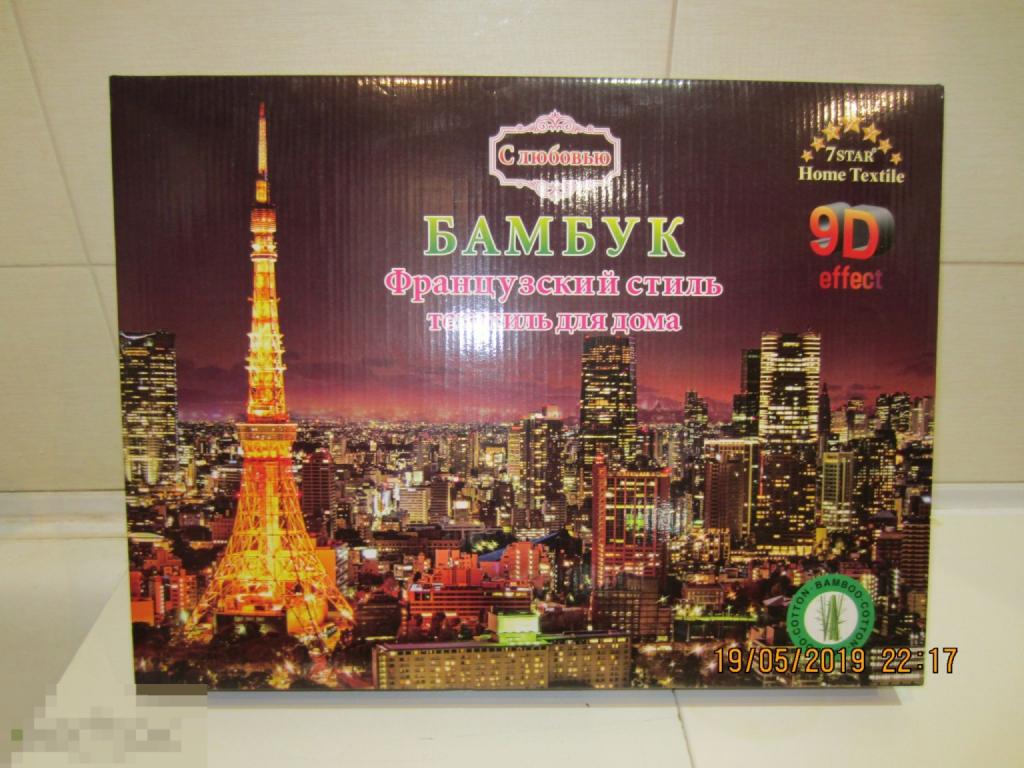 С любовью
7STAR®
Home Textile
БАМБУК
9D
effect
Французский стиль
текстиль для дома
COTTON · BAMBOO · COTTON
19/05/2019 22:17